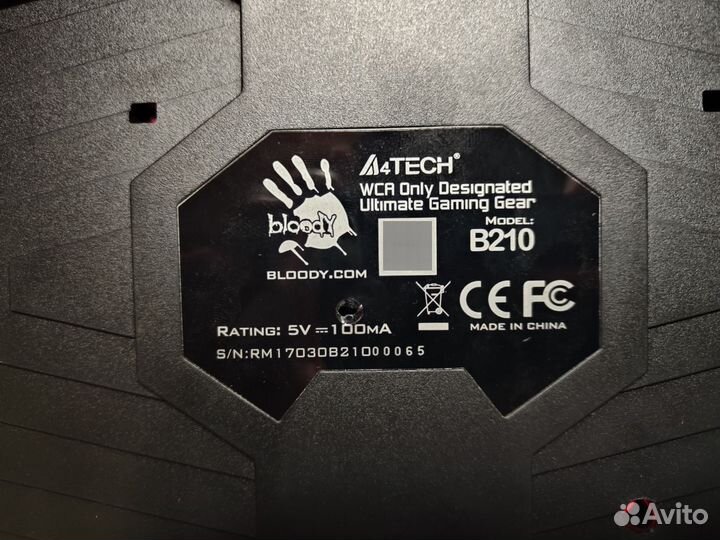 A4TECH®
WCA Only Designated
Ultimate Gaming Gear
MODEL:
B210
bloody
BLOODY.COM
CE FC
MADE IN CHINA
RATING: 5V⎓100MA
S/N:RM17030B21000065
Avito